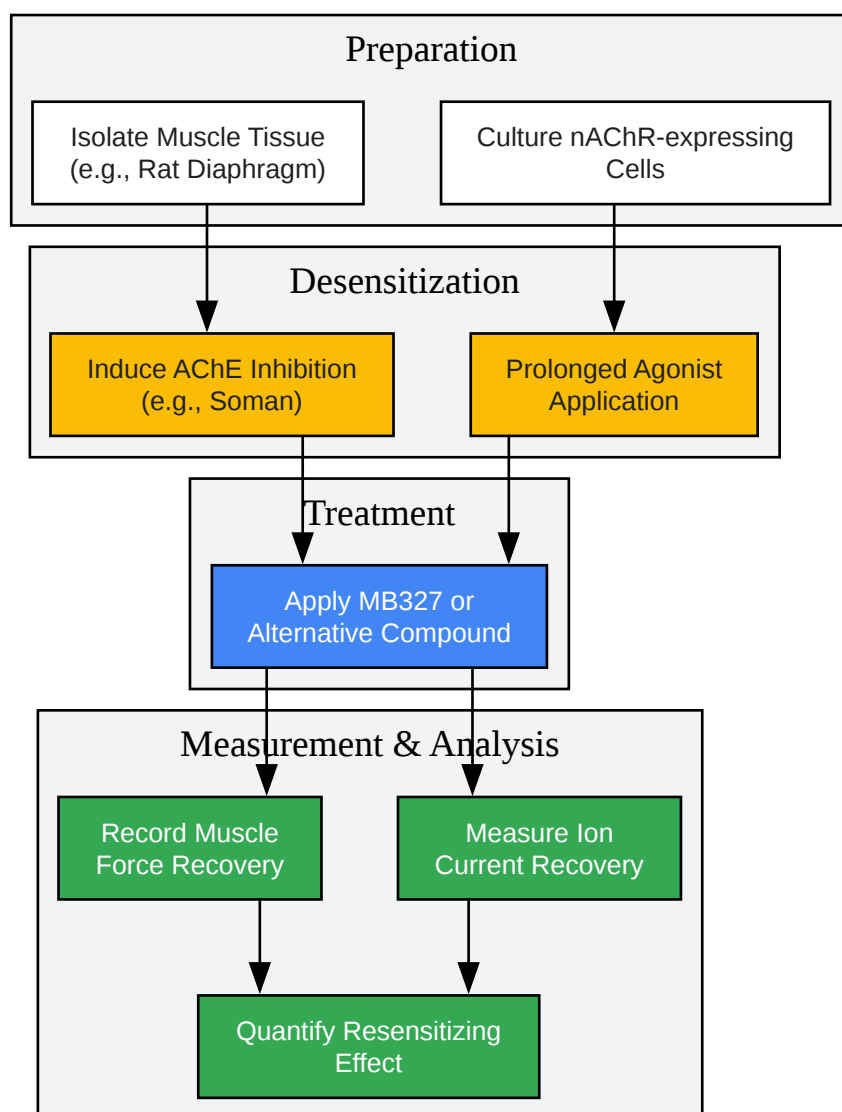 Preparation
Isolate Muscle Tissue
(e.g., Rat Diaphragm)
Culture nAChR-expressing
Cells
Desensitization
Induce AChE Inhibition
(e.g., Soman)
Prolonged Agonist
Application
Treatment
Apply MB327 or
Alternative Compound
Measurement & Analysis
Record Muscle
Force Recovery
Measure Ion
Current Recovery
Quantify Resensitizing
Effect